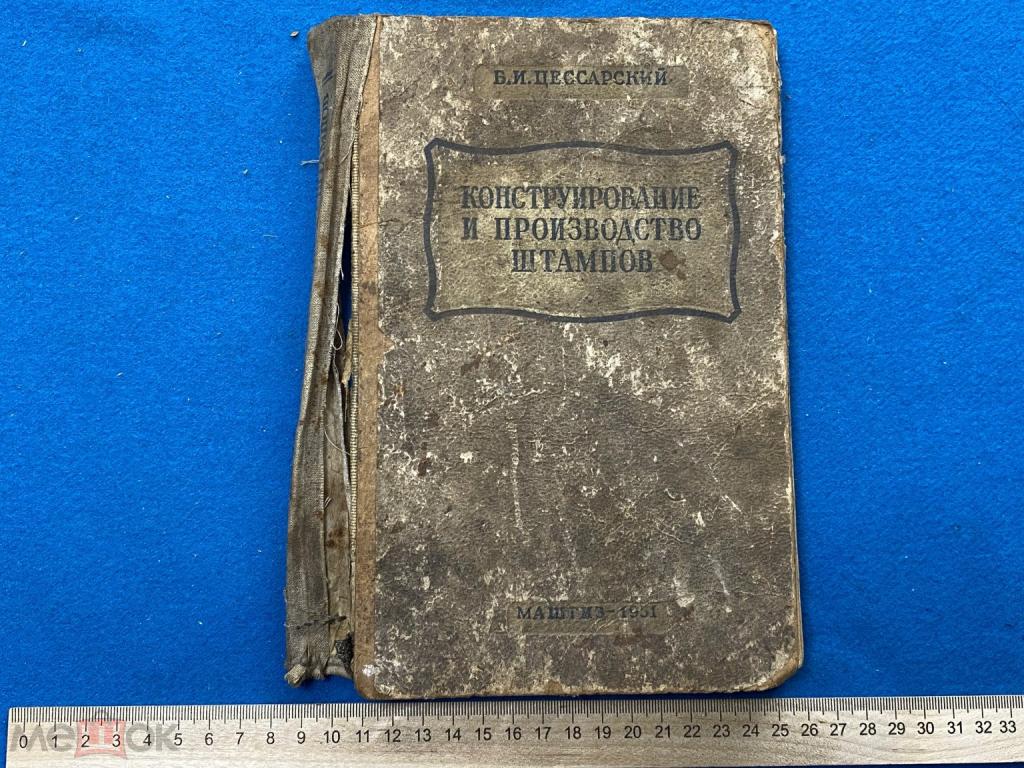 Б.И.ЦЕССАРСКИЙ
КОНСТРУИРОВАНИЕ
И ПРОИЗВОДСТВО
ШТАМПОВ
МАШГИЗ-1951
0 1 2 3 4 5 6 7 8 9 10 11 12 13 14 15 16 17 18 19 20 21 22 23 24 25 26 27 28 29 30 31 32 33
мешок